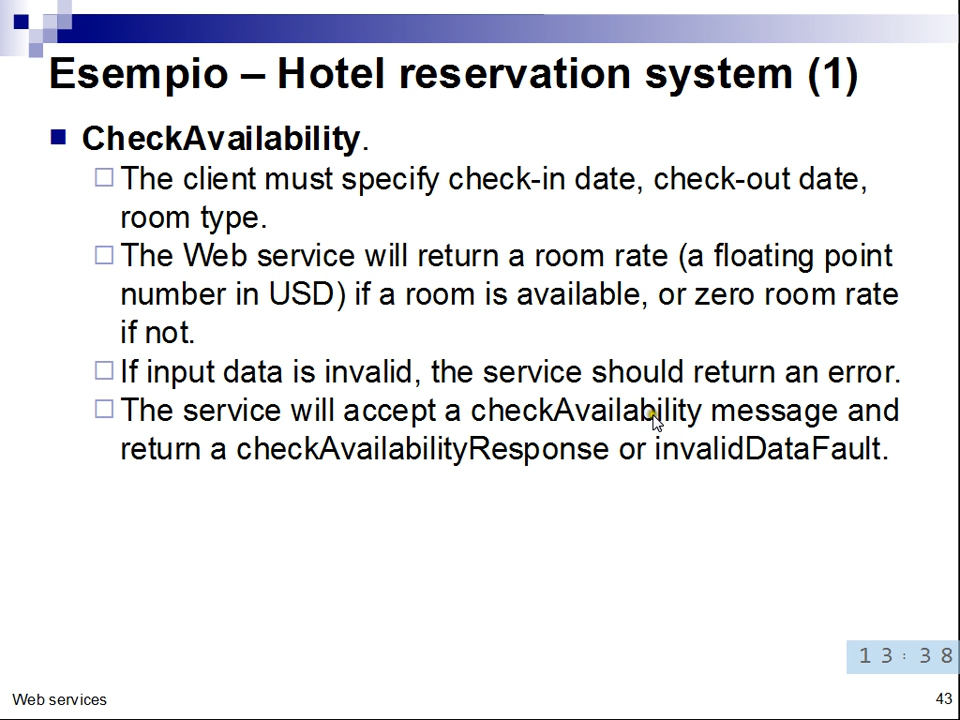 Esempio – Hotel reservation system (1)
CheckAvailability.
The client must specify check-in date, check-out date,
room type.
The Web service will return a room rate (a floating point
number in USD) if a room is available, or zero room rate
if not.
If input data is invalid, the service should return an error.
The service will accept a checkAvailability message and
return a checkAvailabilityResponse or invalidDataFault.
13:38
Web services
43